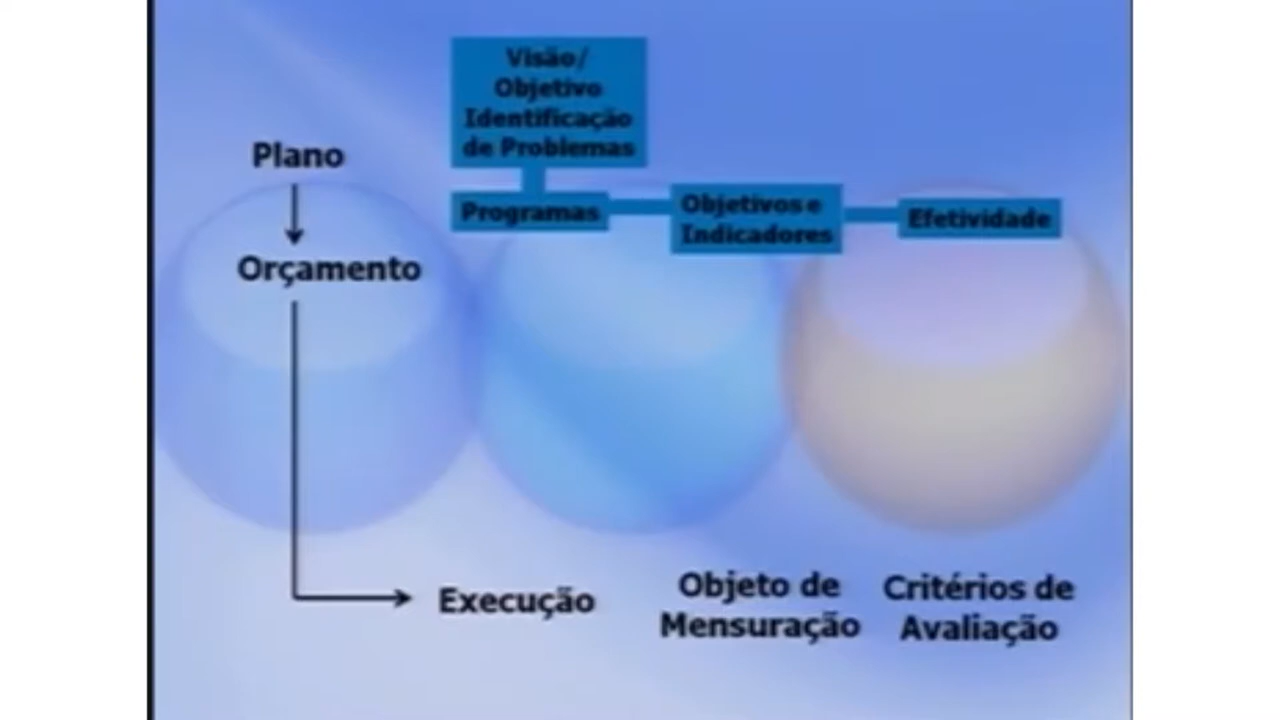 Visão/
Objetivo
Identificação
de Problemas
Plano
Programas
Objetivos e
Indicadores
Efetividade
Orçamento
Execução
Objeto de
Mensuração
Critérios de
Avaliação